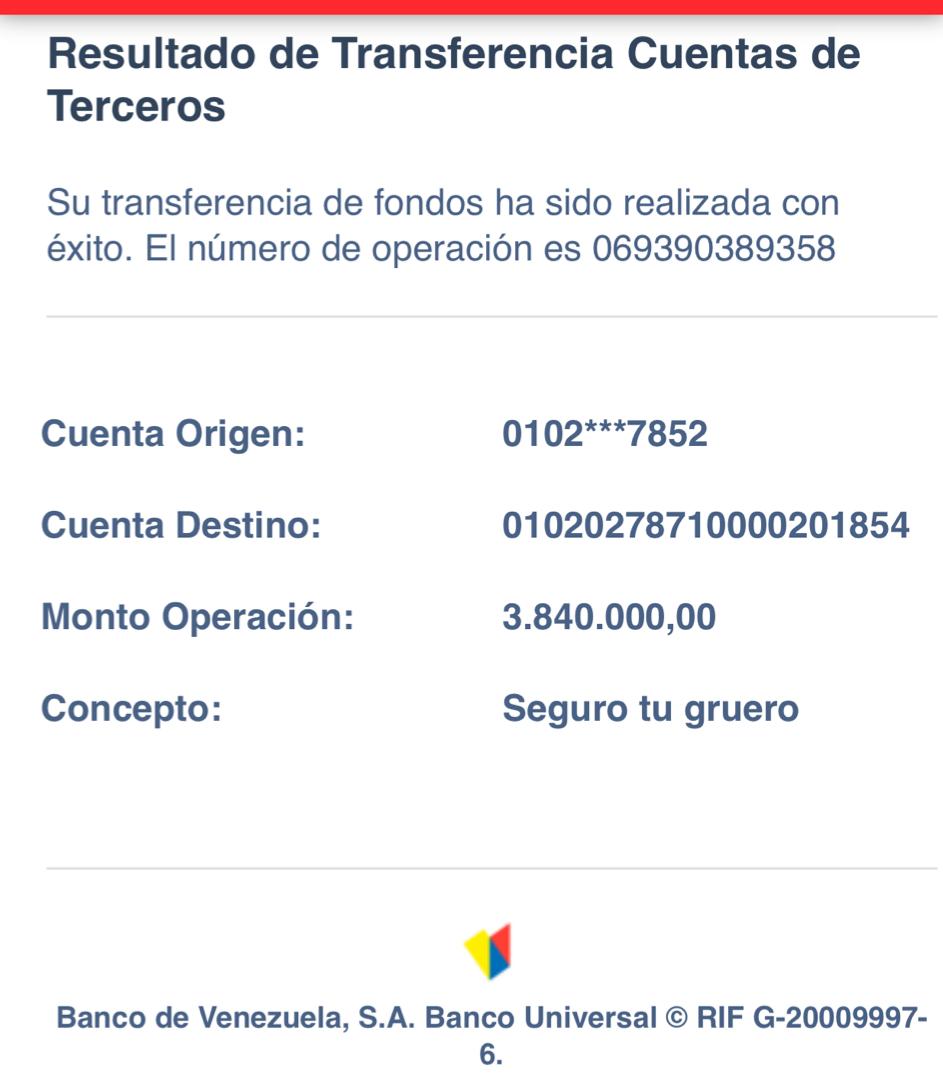 Resultado de Transferencia Cuentas de
Terceros
Su transferencia de fondos ha sido realizada con
éxito. El número de operación es 069390389358
Cuenta Origen: 0102***7852
Cuenta Destino: 01020278710000201854
Monto Operación: 3.840.000,00
Concepto: Seguro tu gruero
Banco de Venezuela, S.A. Banco Universal © RIF G-20009997-
6.